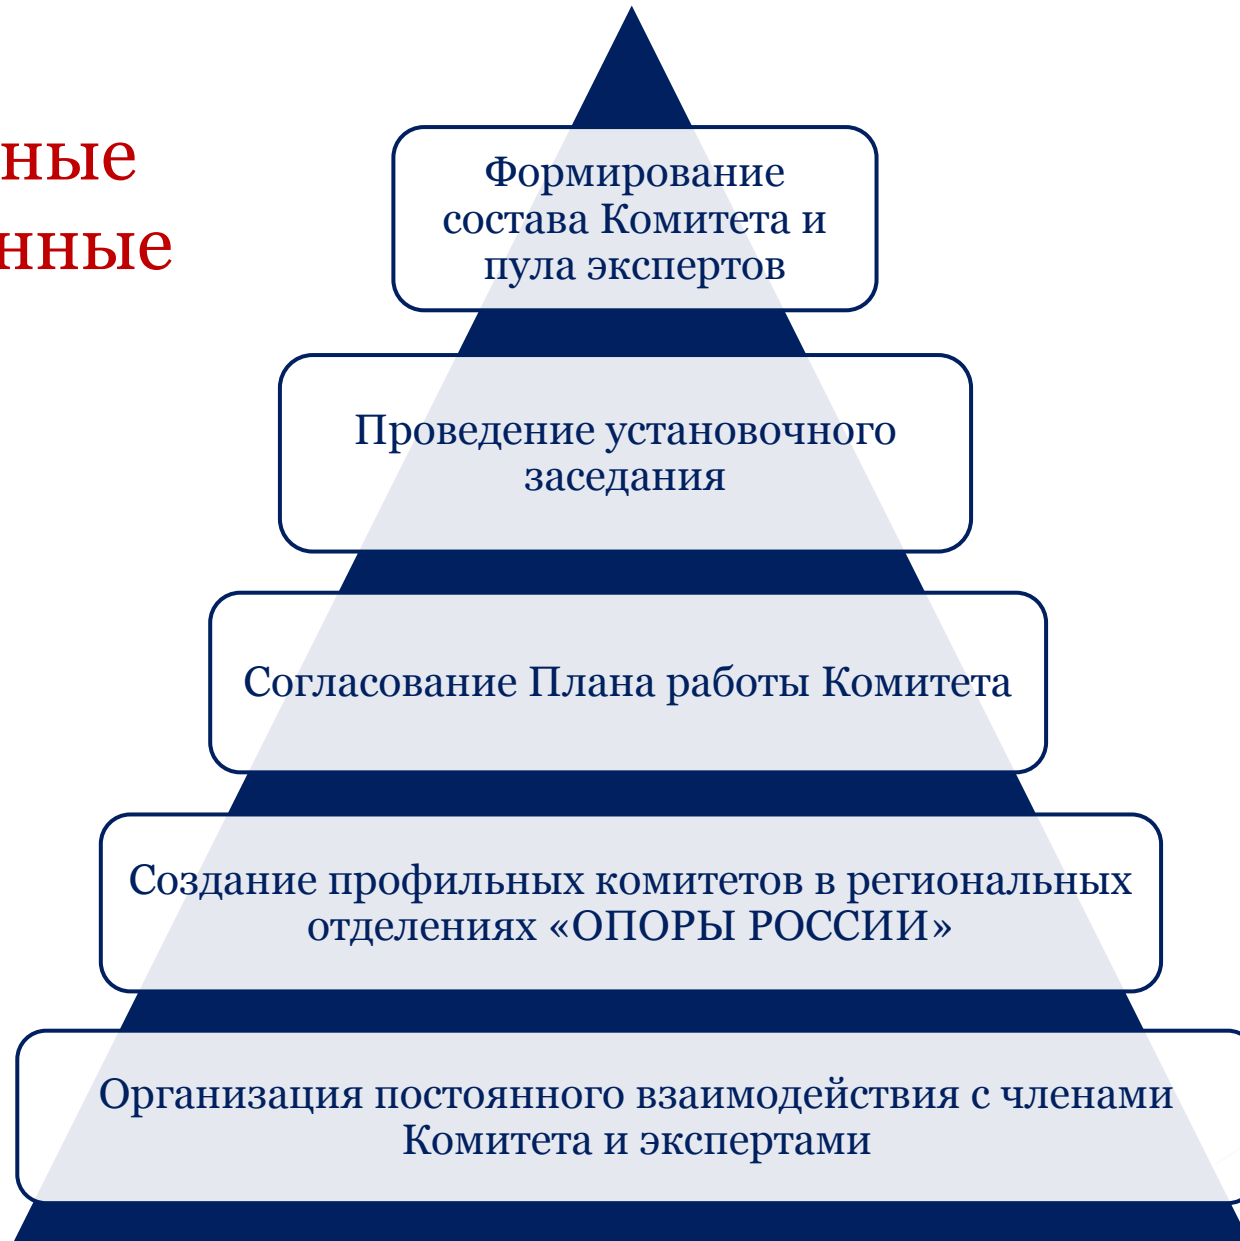 ные
нные
Формирование
состава Комитета и
пула экспертов
Проведение установочного
заседания
Согласование Плана работы Комитета
Создание профильных комитетов в региональных
отделениях «ОПОРЫ РОССИИ»
Организация постоянного взаимодействия с членами
Комитета и экспертами